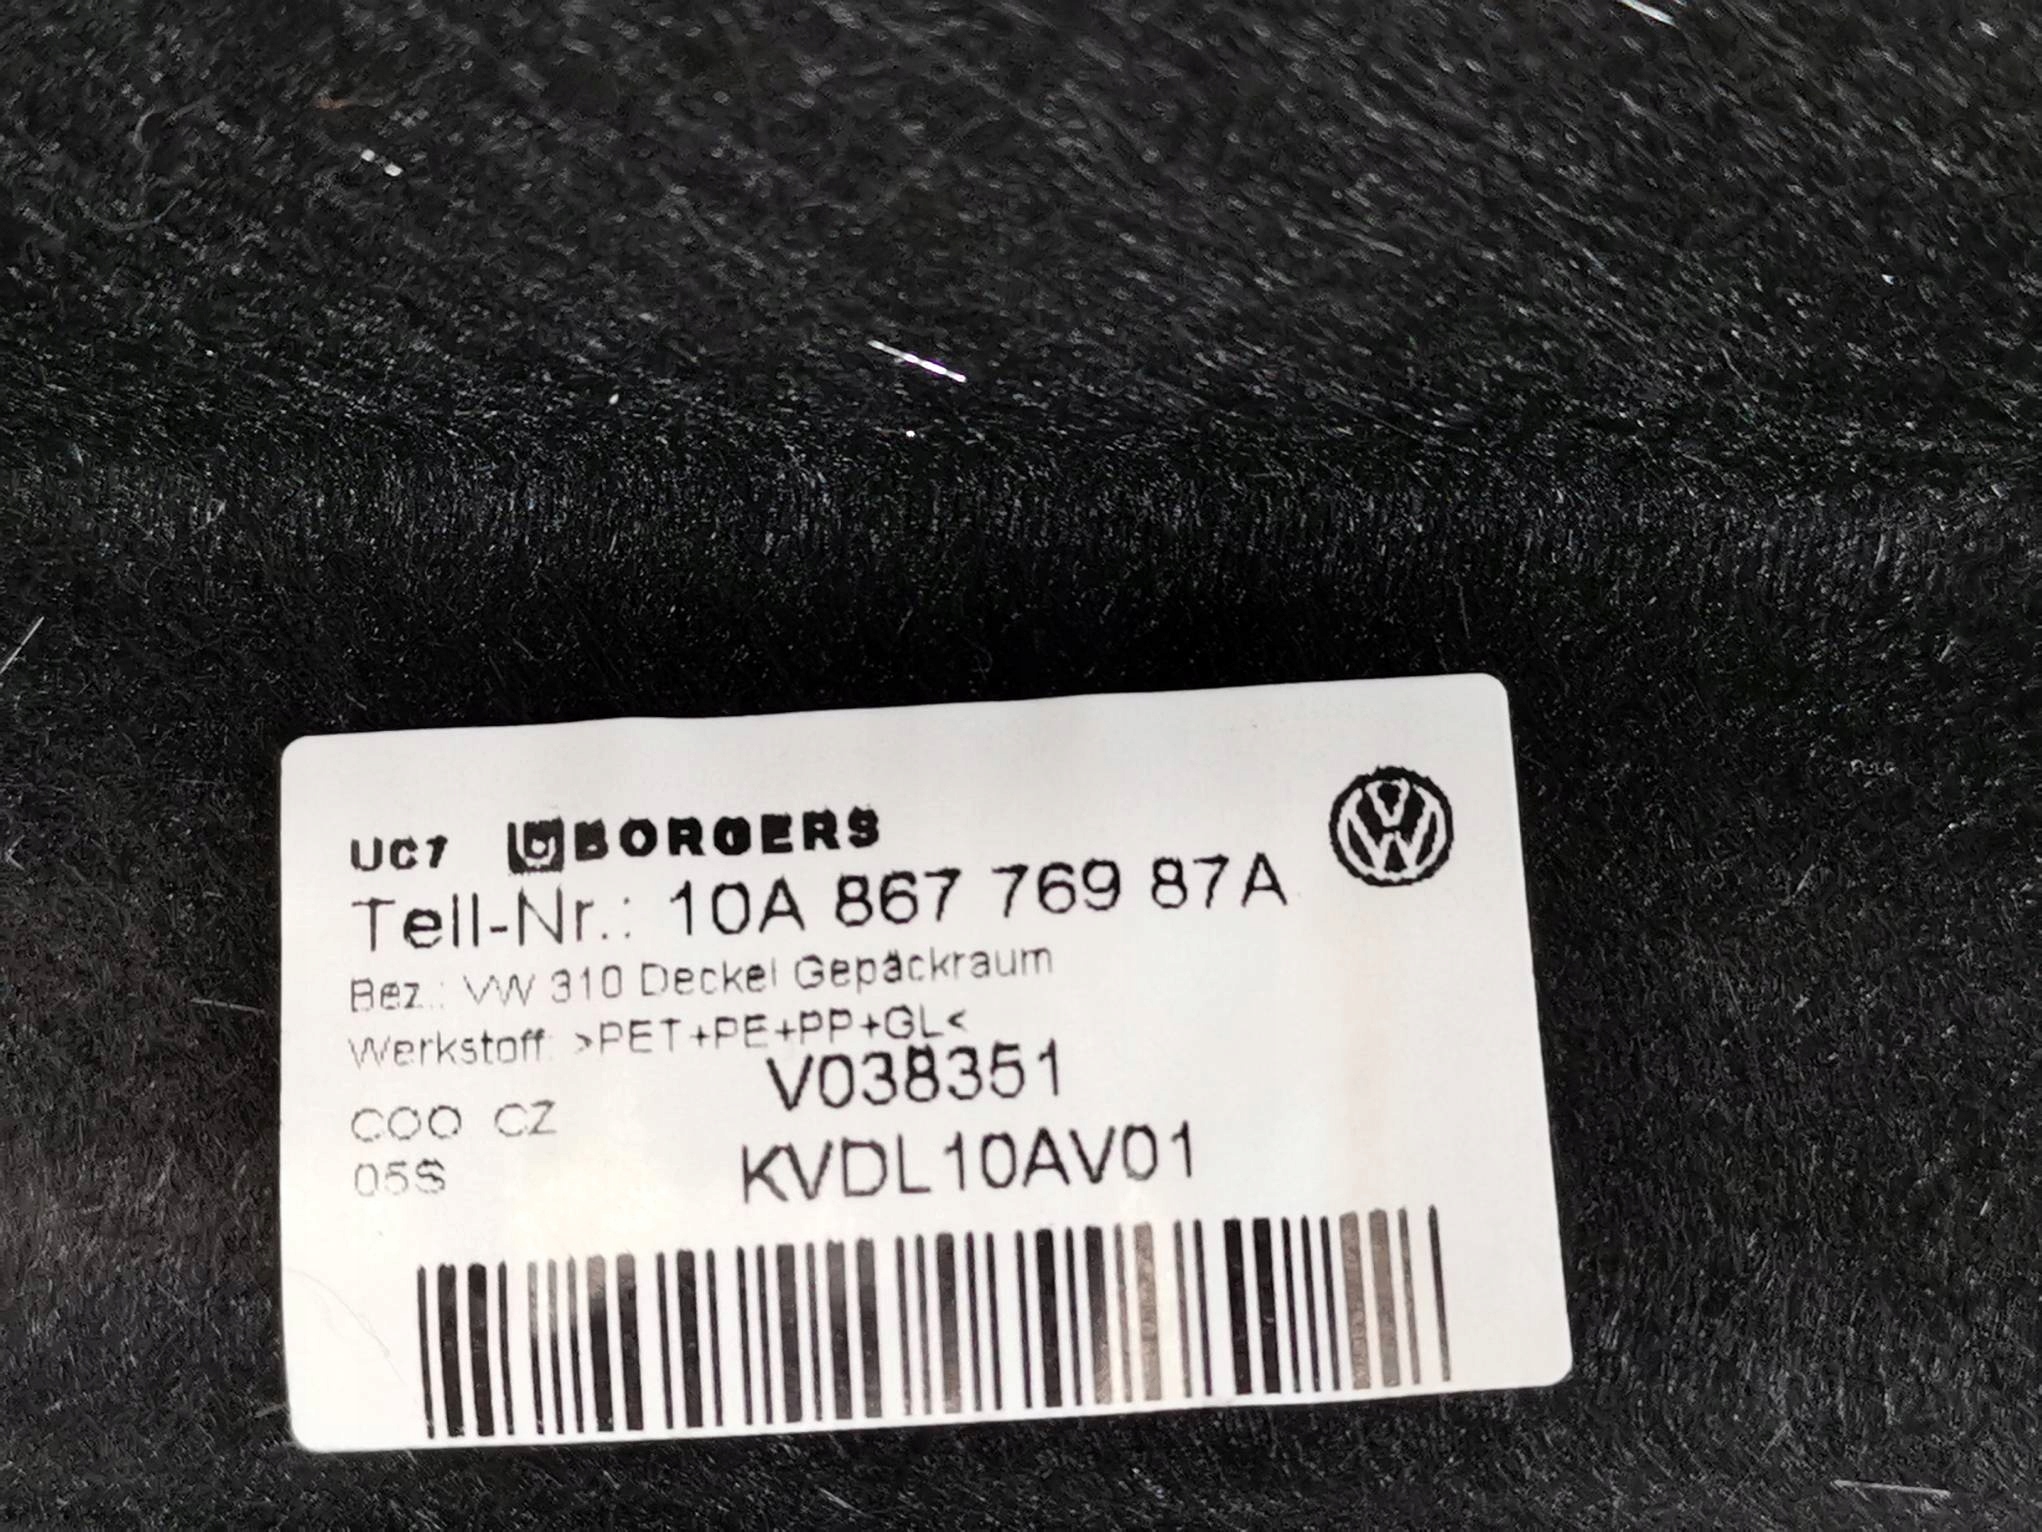 UC1 BORGERS
Teil-Nr.: 10A 867 769 87A
Bez.: VW 310 Deckel Gepäckraum
Werkstoff: >PET+PE+PP+GL<
V038351
COO CZ
KVDL10AV01
05S